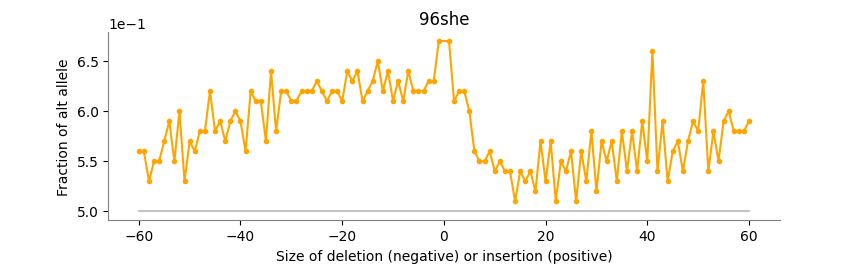 96she
1e−1
Fraction of alt allele
6.5
6.0
5.5
5.0
−60 −40 −20 0 20 40 60
Size of deletion (negative) or insertion (positive)